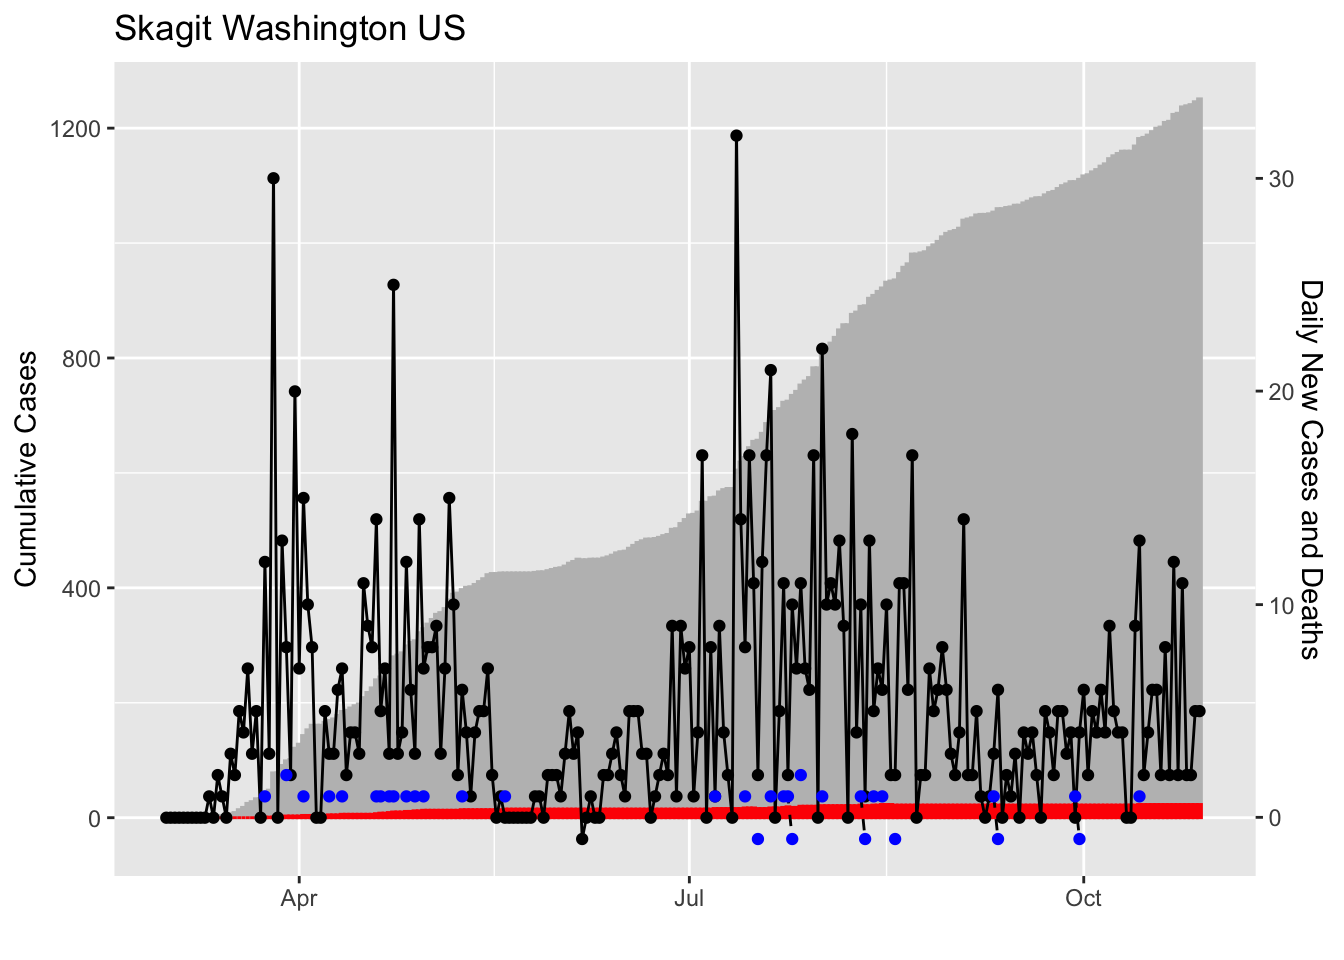 Skagit Washington US
Cumulative Cases
1200
800
400
0
30
20
10
0
Daily New Cases and Deaths
Apr
Jul
Oct